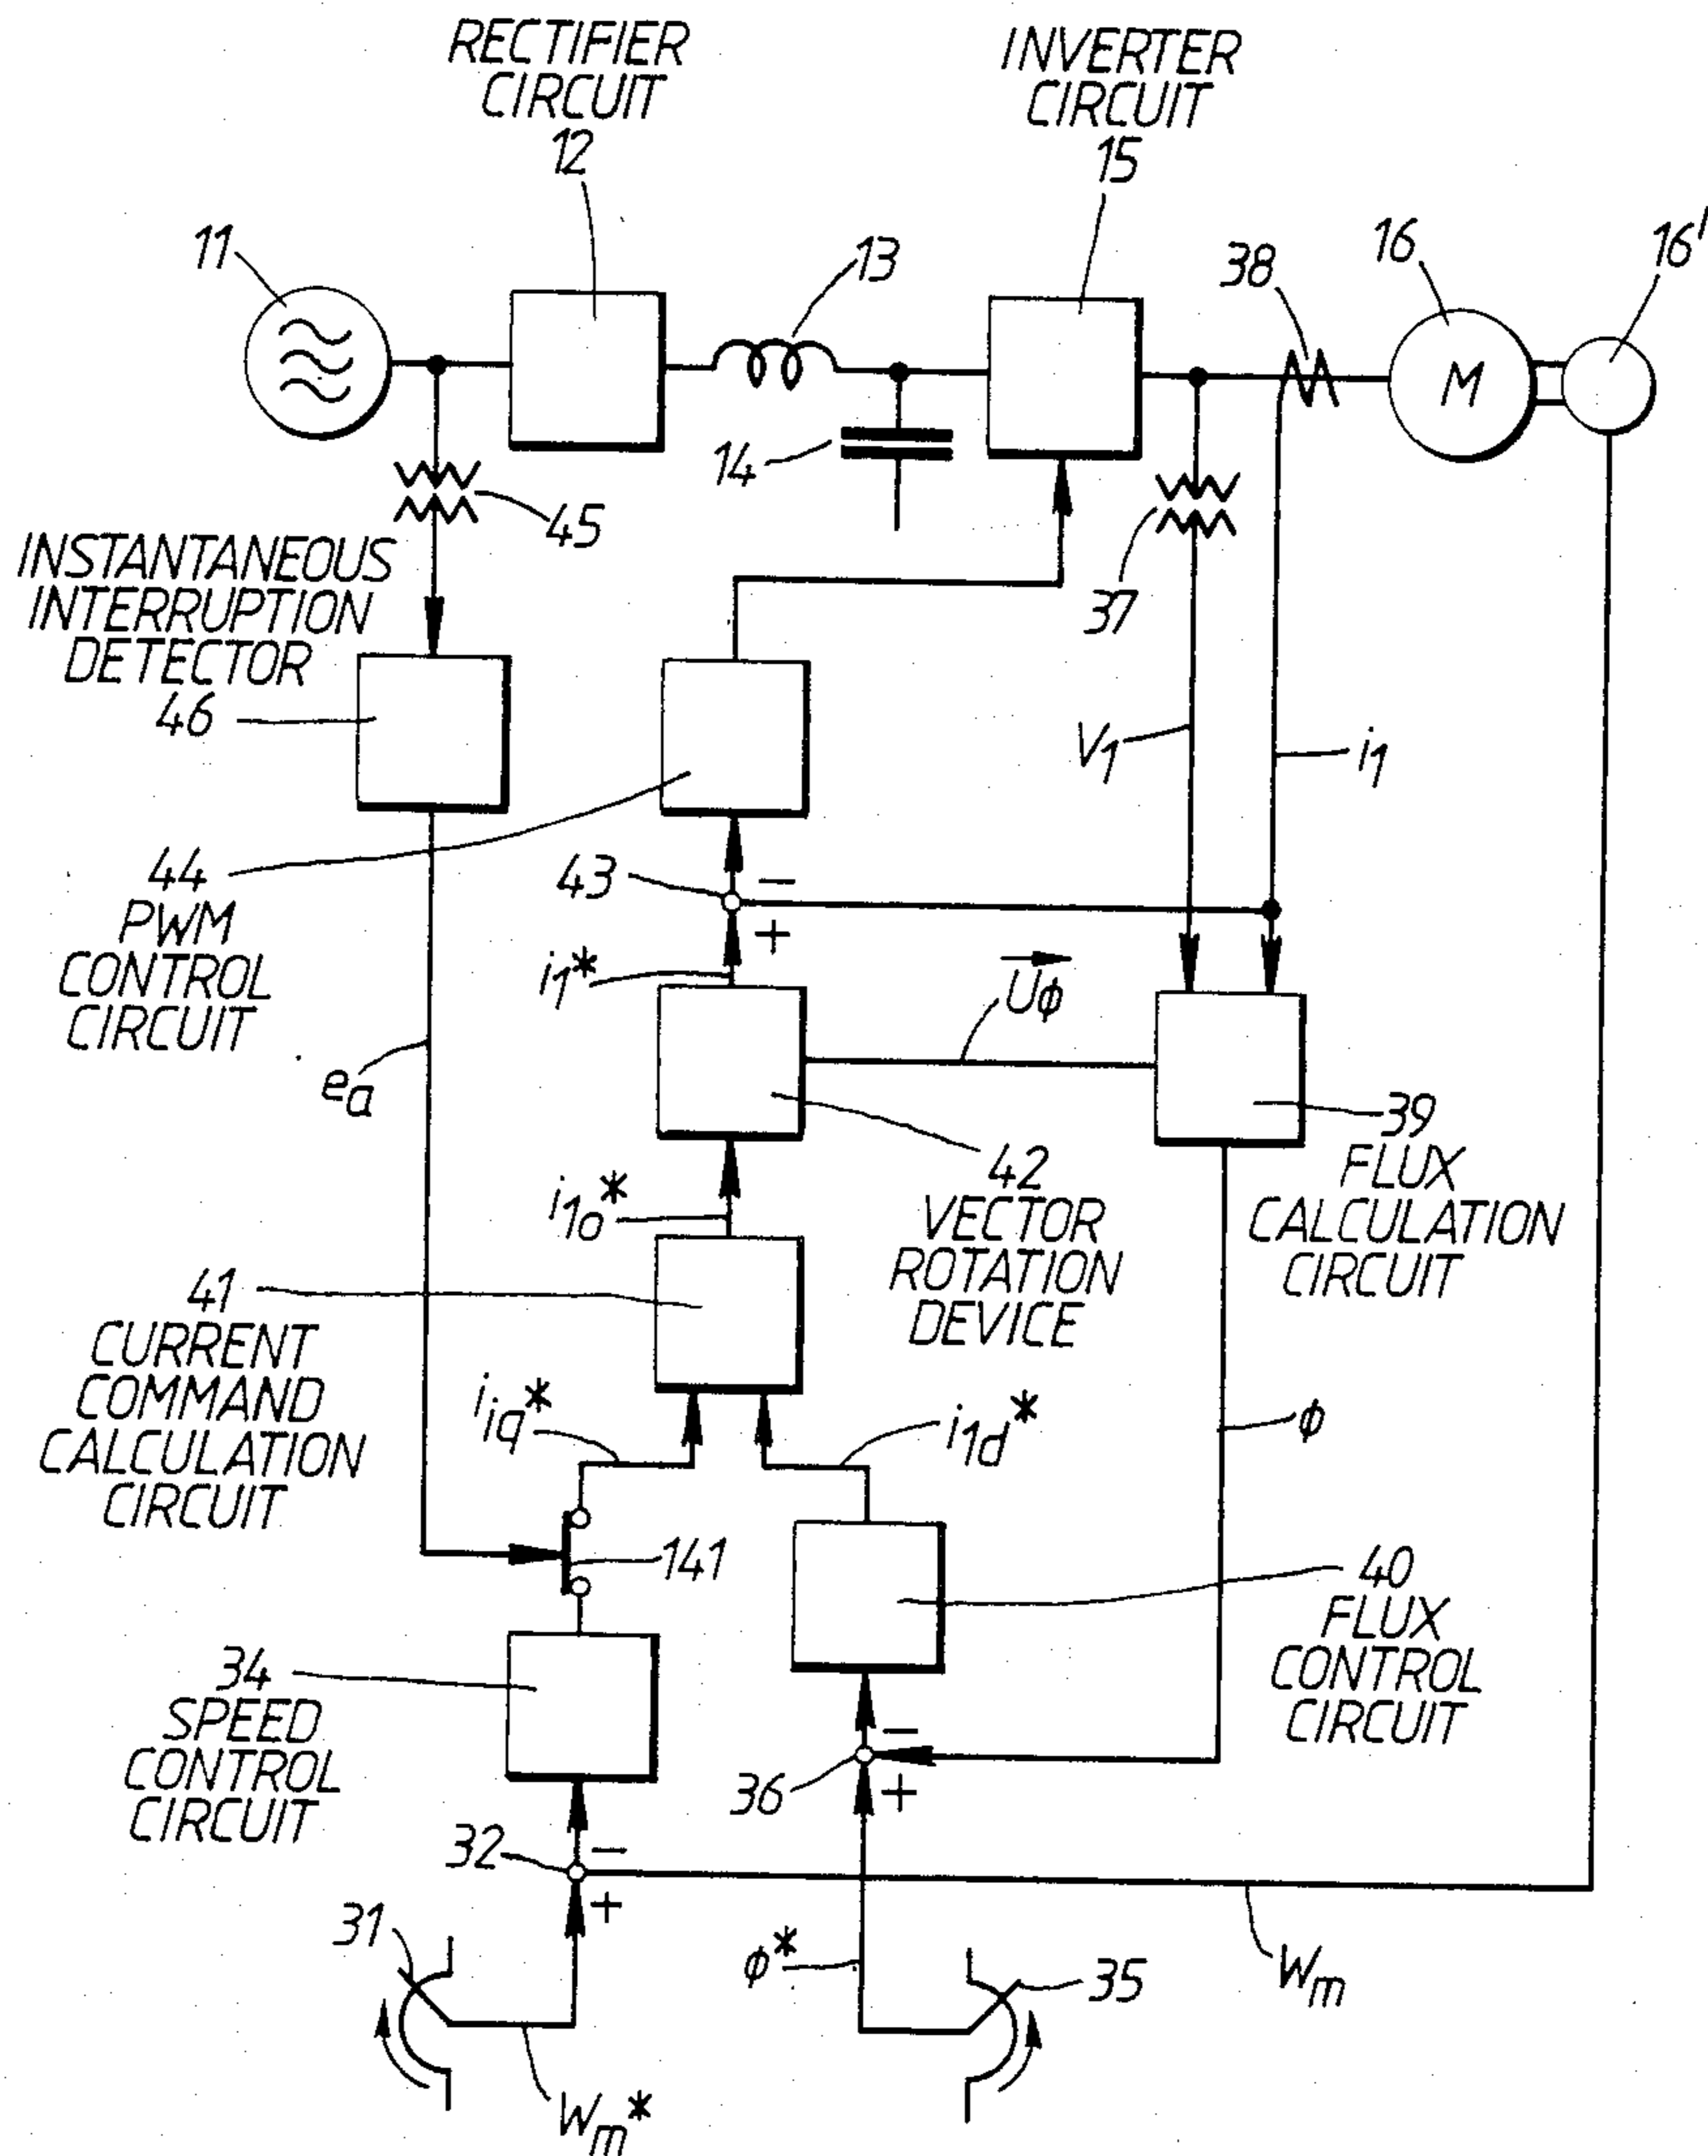 RECTIFIER
CIRCUIT
12
INVERTER
CIRCUIT
15
11
13
38
16
16'
M
14
45
37
INSTANTANEOUS
INTERRUPTION
DETECTOR
46
V1
i1
44
PWM
CONTROL
CIRCUIT
43
−
+
i1*
Uϕ
ea
39
FLUX
CALCULATION
CIRCUIT
42
VECTOR
ROTATION
DEVICE
i1o*
41
CURRENT
COMMAND
CALCULATION
CIRCUIT
iiq*
i1d*
ϕ
141
40
FLUX
CONTROL
CIRCUIT
34
SPEED
CONTROL
CIRCUIT
−
36
+
32
−
+
31
ϕ*
35
Wm
Wm*